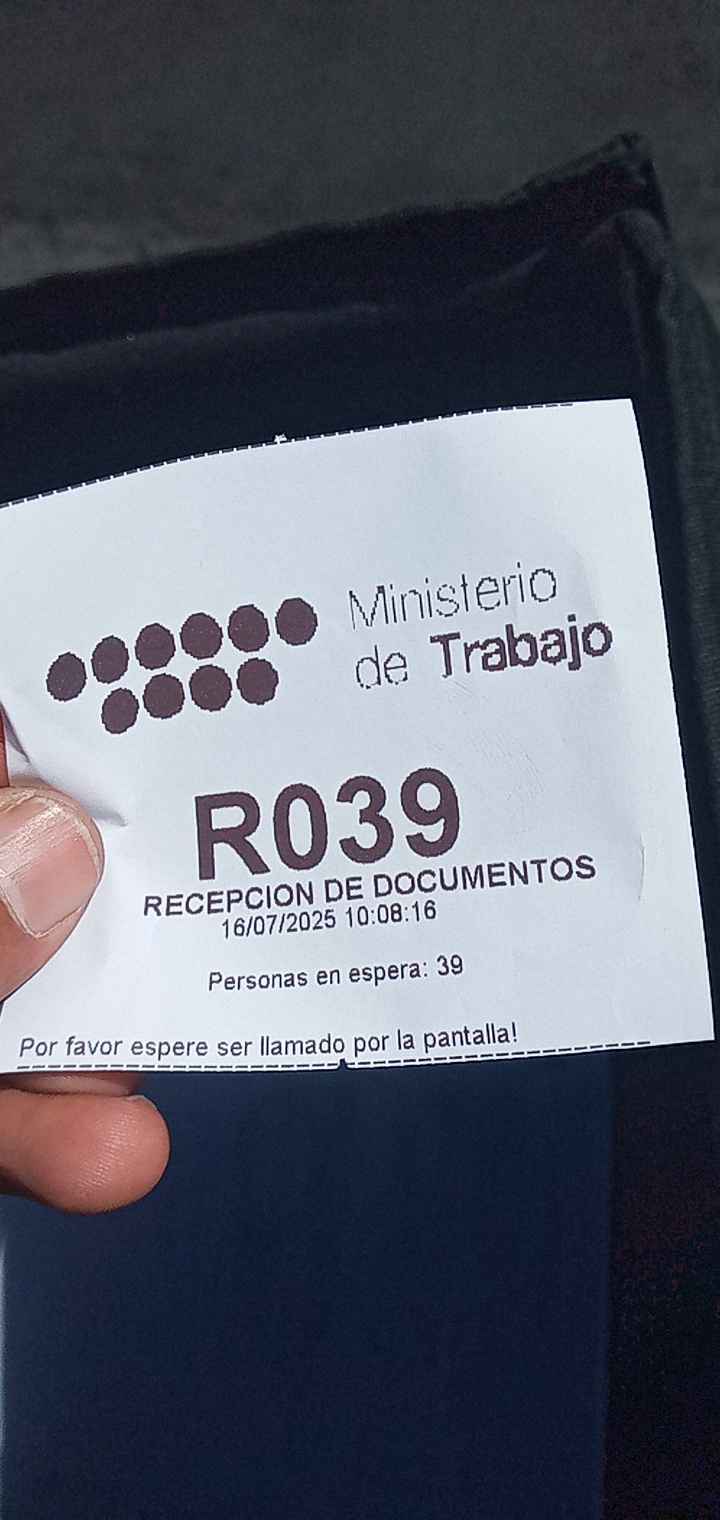 Ministerio
de Trabajo
R039
RECEPCION DE DOCUMENTOS
16/07/2025 10:08:16
Personas en espera: 39
Por favor espere ser llamado por la pantalla!